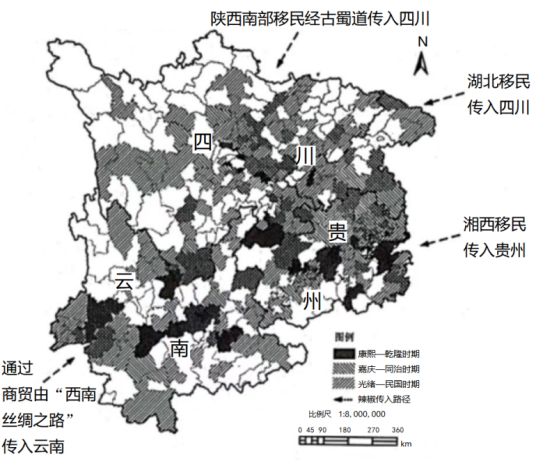 陕西南部移民经古蜀道传入四川
N
湖北移民
传入四川
四
川
湘西移民
传入贵州
贵
云
州
南
图例
康熙—乾隆时期
嘉庆—同治时期
光绪—民国时期
辣椒传入路径
比例尺 1:8,000,000
0 45 90 180 270 360
km
通过
商贸由“西南
丝绸之路”
传入云南